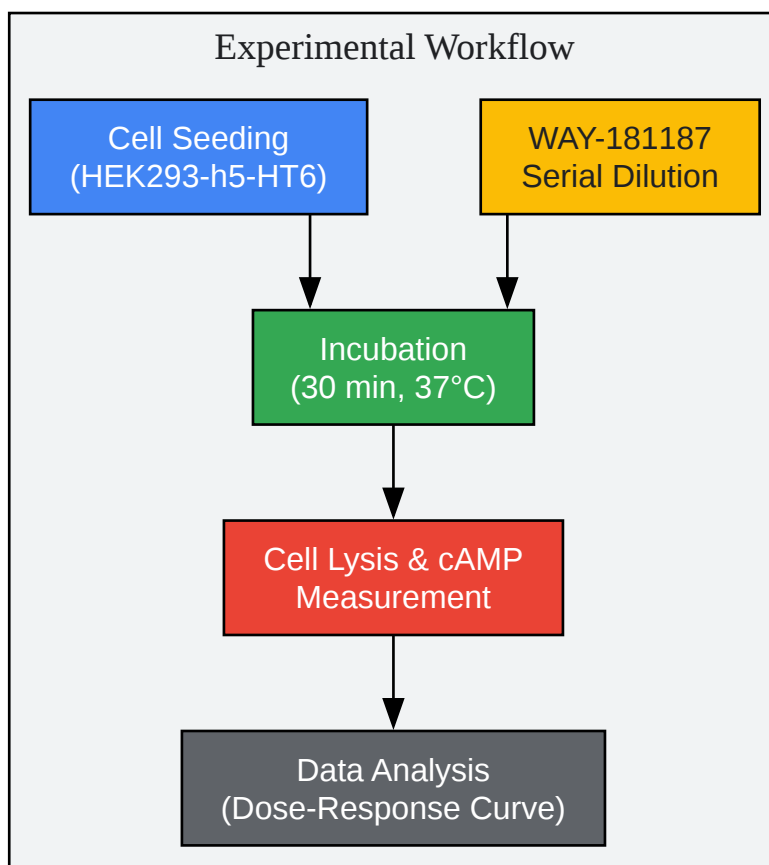 Experimental Workflow
Cell Seeding
(HEK293-h5-HT6)
WAY-181187
Serial Dilution
Incubation
(30 min, 37°C)
Cell Lysis & cAMP
Measurement
Data Analysis
(Dose-Response Curve)